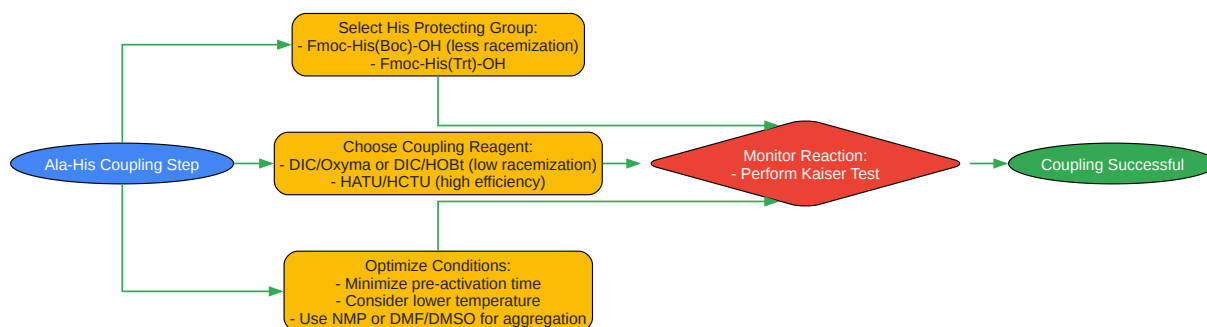 Select His Protecting Group:
- Fmoc-His(Boc)-OH (less racemization)
- Fmoc-His(Trt)-OH
Ala-His Coupling Step
Choose Coupling Reagent:
- DIC/Oxyma or DIC/HOBt (low racemization)
- HATU/HCTU (high efficiency)
Monitor Reaction:
- Perform Kaiser Test
Coupling Successful
Optimize Conditions:
- Minimize pre-activation time
- Consider lower temperature
- Use NMP or DMF/DMSO for aggregation